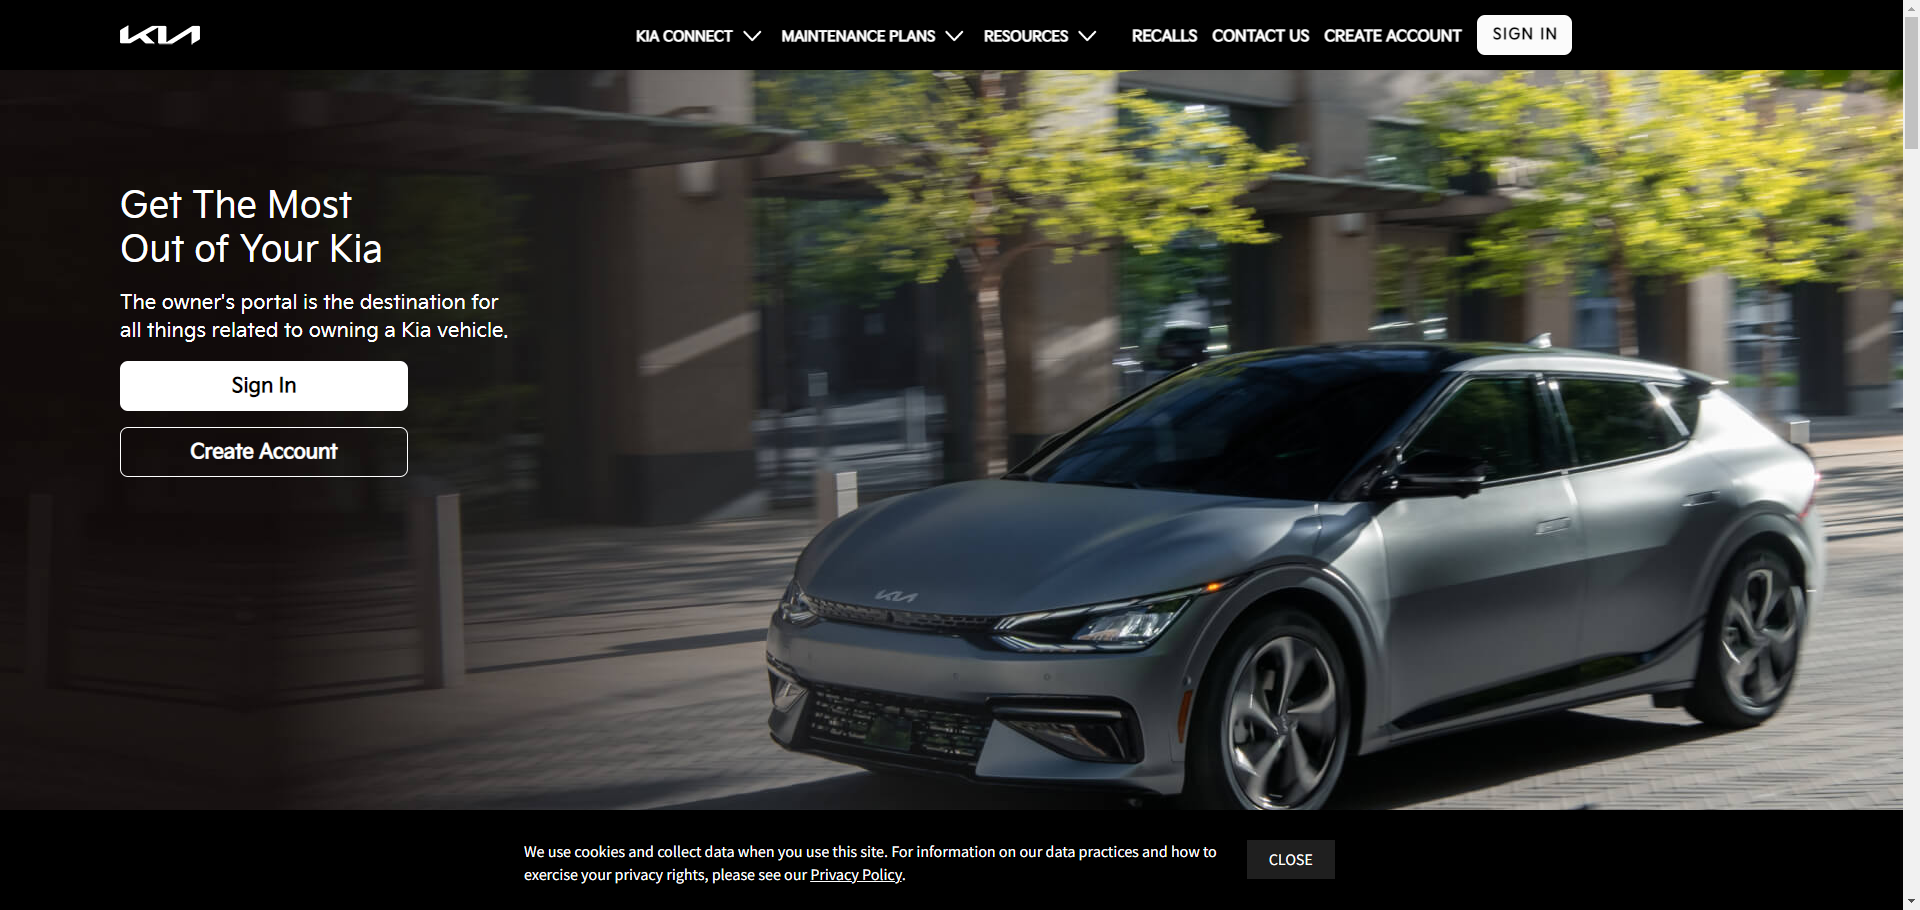 KIA
KIA CONNECT
MAINTENANCE PLANS
RESOURCES
RECALLS
CONTACT US
CREATE ACCOUNT
SIGN IN
Get The Most
Out of Your Kia
The owner's portal is the destination for
all things related to owning a Kia vehicle.
Sign In
Create Account
KIA
We use cookies and collect data when you use this site. For information on our data practices and how to
exercise your privacy rights, please see our Privacy Policy.
CLOSE